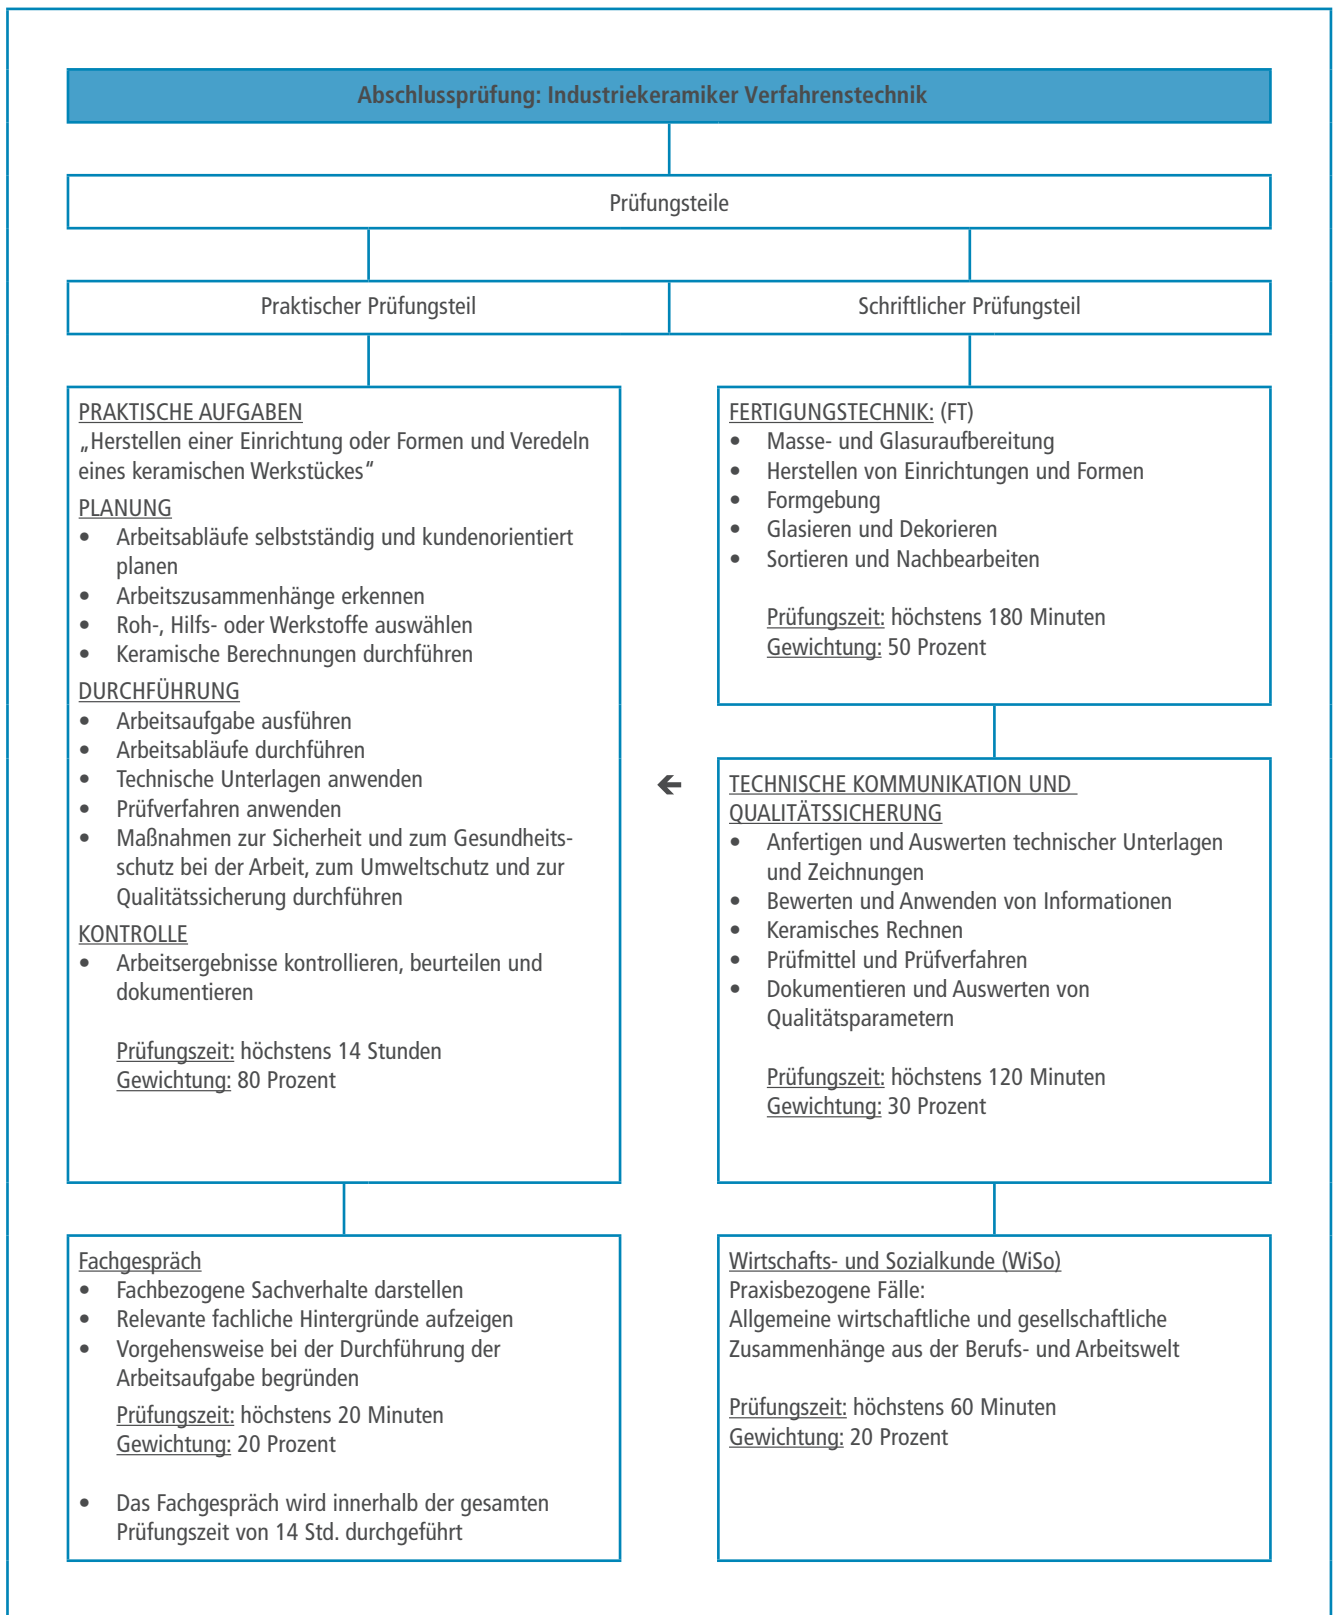 Abschlussprüfung: Industriekeramiker Verfahrenstechnik
Prüfungsteile
Praktischer Prüfungsteil
Schriftlicher Prüfungsteil
PRAKTISCHE AUFGABEN
„Herstellen einer Einrichtung oder Formen und Veredeln
eines keramischen Werkstückes“
PLANUNG
• Arbeitsabläufe selbstständig und kundenorientiert
planen
• Arbeitszusammenhänge erkennen
• Roh-, Hilfs- oder Werkstoffe auswählen
• Keramische Berechnungen durchführen
DURCHFÜHRUNG
• Arbeitsaufgabe ausführen
• Arbeitsabläufe durchführen
• Technische Unterlagen anwenden
• Prüfverfahren anwenden
• Maßnahmen zur Sicherheit und zum Gesundheits-
schutz bei der Arbeit, zum Umweltschutz und zur
Qualitätssicherung durchführen
KONTROLLE
• Arbeitsergebnisse kontrollieren, beurteilen und
dokumentieren
Prüfungszeit: höchstens 14 Stunden
Gewichtung: 80 Prozent
Fachgespräch
• Fachbezogene Sachverhalte darstellen
• Relevante fachliche Hintergründe aufzeigen
• Vorgehensweise bei der Durchführung der
Arbeitsaufgabe begründen
Prüfungszeit: höchstens 20 Minuten
Gewichtung: 20 Prozent
• Das Fachgespräch wird innerhalb der gesamten
Prüfungszeit von 14 Std. durchgeführt
FERTIGUNGSTECHNIK: (FT)
• Masse- und Glasuraufbereitung
• Herstellen von Einrichtungen und Formen
• Formgebung
• Glasieren und Dekorieren
• Sortieren und Nachbearbeiten
Prüfungszeit: höchstens 180 Minuten
Gewichtung: 50 Prozent
TECHNISCHE KOMMUNIKATION UND
QUALITÄTSSICHERUNG
• Anfertigen und Auswerten technischer Unterlagen
und Zeichnungen
• Bewerten und Anwenden von Informationen
• Keramisches Rechnen
• Prüfmittel und Prüfverfahren
• Dokumentieren und Auswerten von
Qualitätsparametern
Prüfungszeit: höchstens 120 Minuten
Gewichtung: 30 Prozent
Wirtschafts- und Sozialkunde (WiSo)
Praxisbezogene Fälle:
Allgemeine wirtschaftliche und gesellschaftliche
Zusammenhänge aus der Berufs- und Arbeitswelt
Prüfungszeit: höchstens 60 Minuten
Gewichtung: 20 Prozent